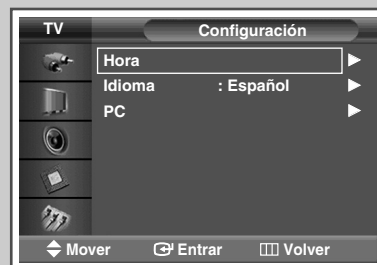 TV Configuración
Hora
Idioma : Español
PC
Mover Entrar Volver